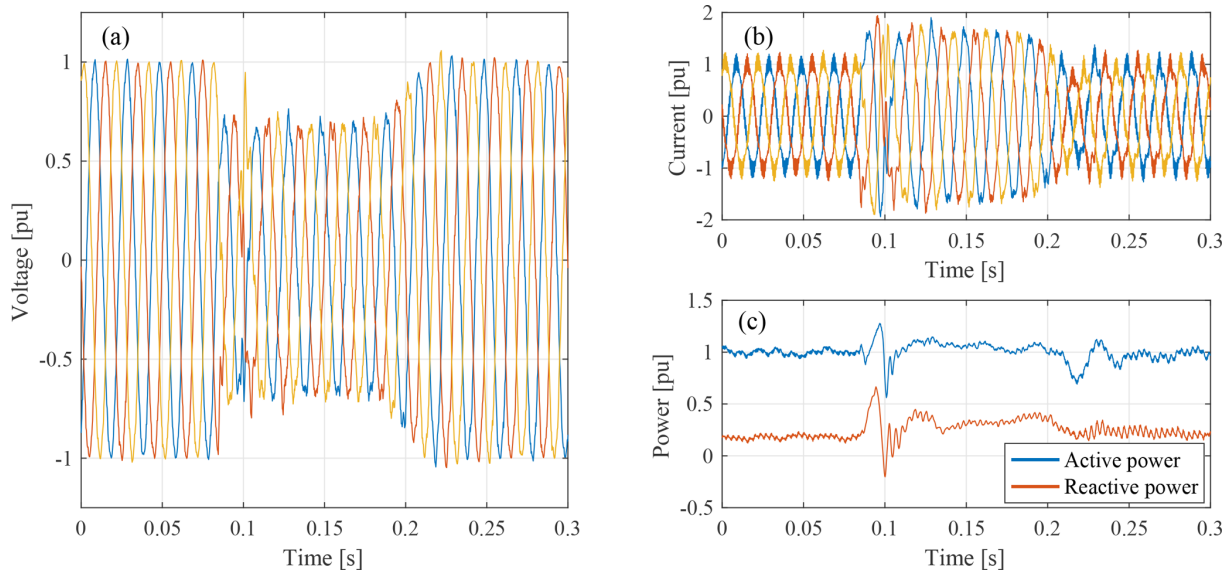 (a)
1
0.5
0
-0.5
-1
Voltage [pu]
0 0.05 0.1 0.15 0.2 0.25 0.3
Time [s]
(b)
2
1
0
-1
-2
Current [pu]
0 0.05 0.1 0.15 0.2 0.25 0.3
Time [s]
(c)
1.5
1
0.5
0
-0.5
Power [pu]
Active power
Reactive power
0 0.05 0.1 0.15 0.2 0.25 0.3
Time [s]